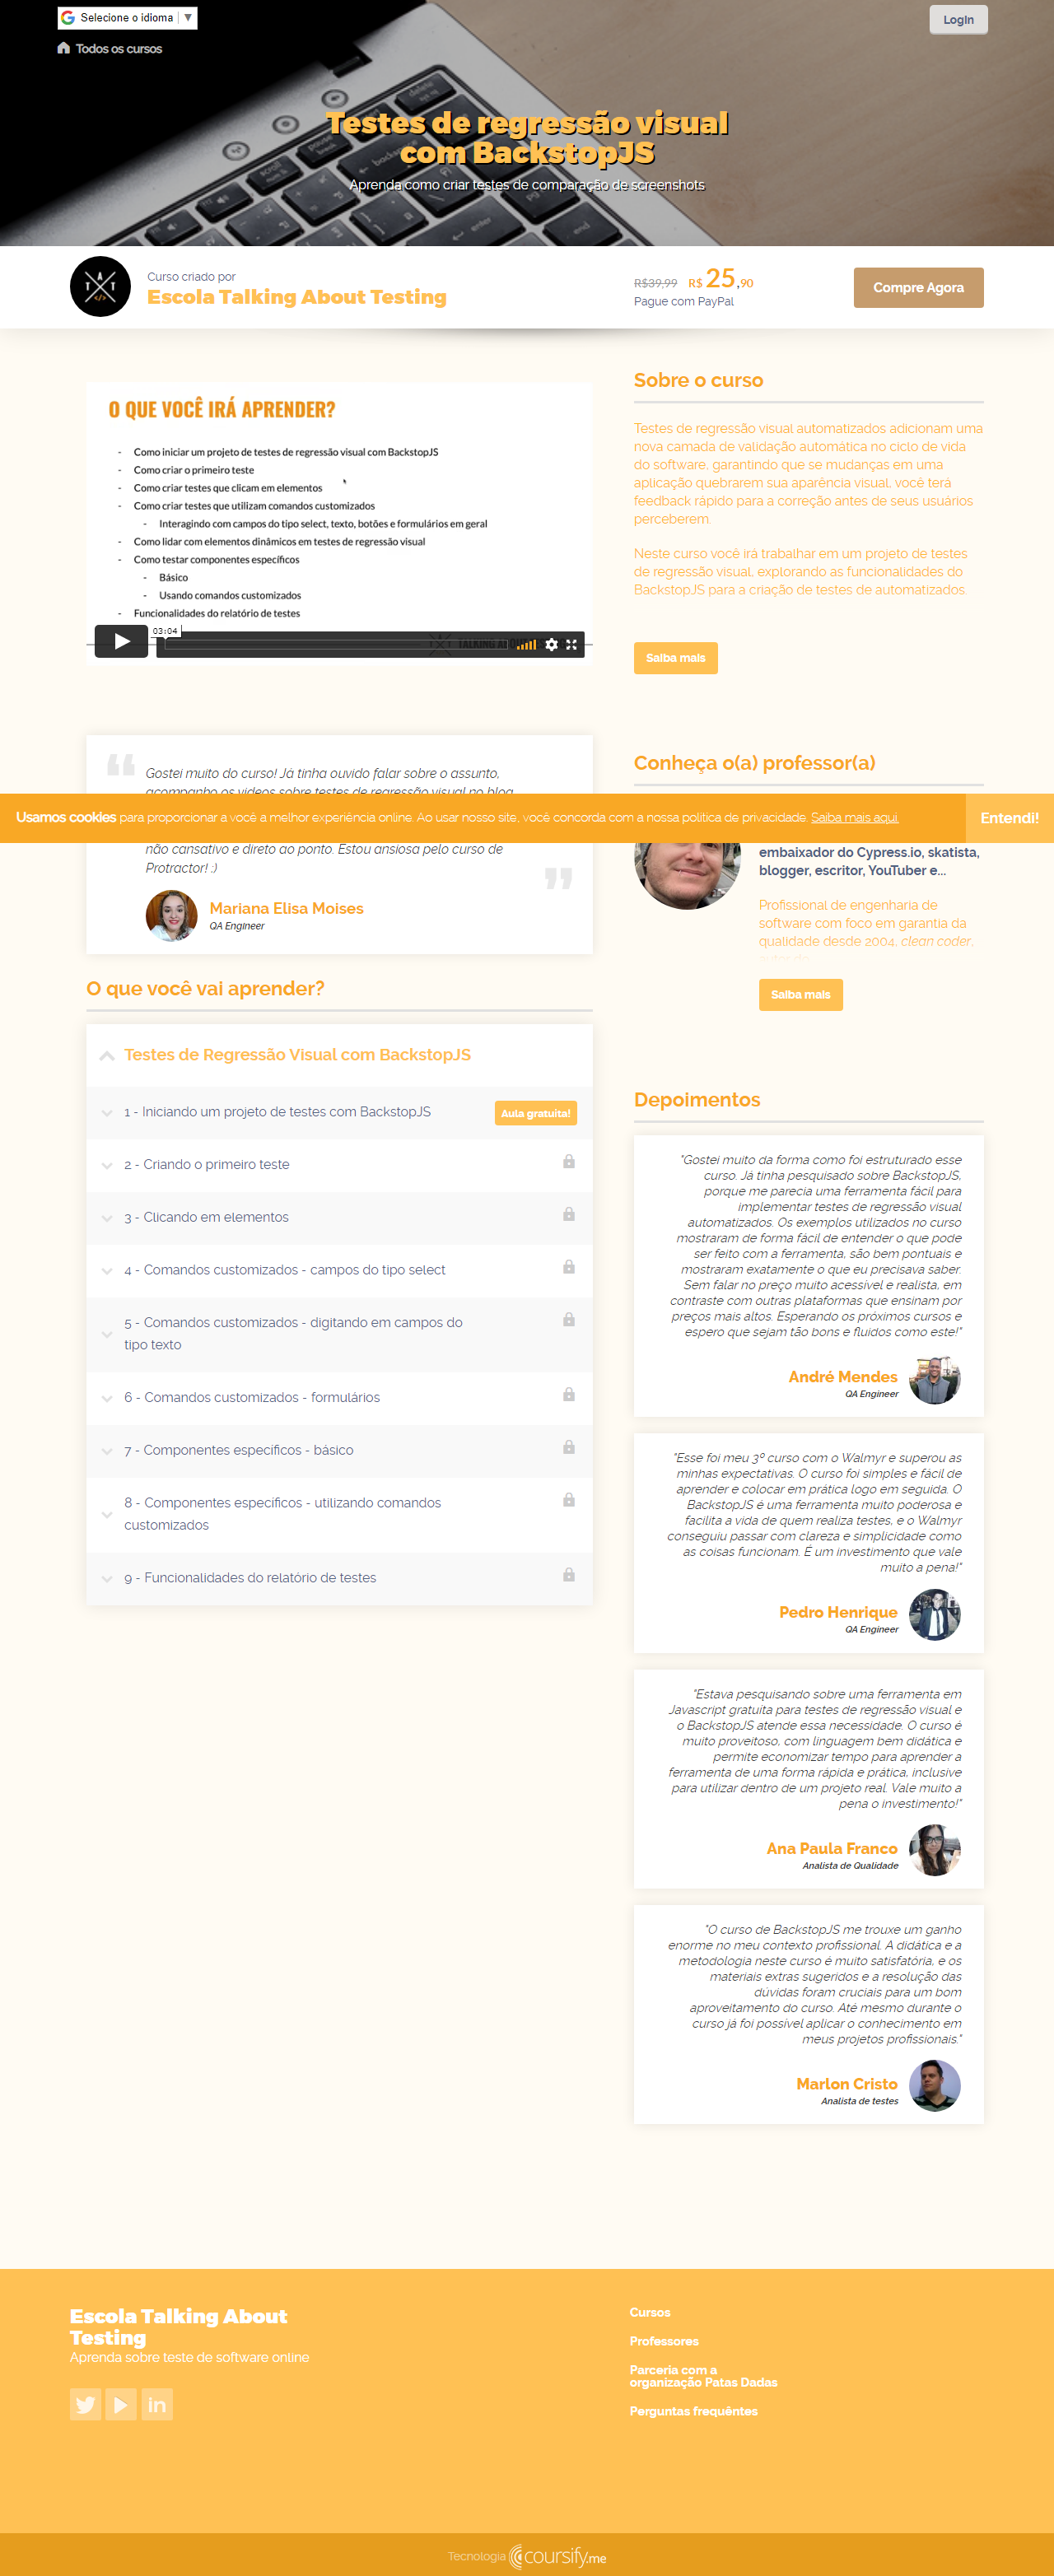 Selecione o idioma ▼
Login
Todos os cursos
Testes de regressão visual
com BackstopJS
Aprenda como criar testes de comparação de screenshots
Curso criado por
Escola Talking About Testing
R$39,99 R$ 25,90
Pague com PayPal
Compre Agora
O QUE VOCÊ IRÁ APRENDER?
- Como iniciar um projeto de testes de regressão visual com BackstopJS
- Como criar o primeiro teste
- Como criar testes que clicam em elementos
- Como criar testes que utilizam comandos customizados
- Interagindo com campos do tipo select, texto, botões e formulários em geral
- Como lidar com elementos dinâmicos em testes de regressão visual
- Como testar componentes específicos
- Básico
- Usando comandos customizados
- Funcionalidades do relatório de testes
03:04
Sobre o curso
Testes de regressão visual automatizados adicionam uma
nova camada de validação automática no ciclo de vida
do software, garantindo que se mudanças em uma
aplicação quebrarem sua aparência visual, você terá
feedback rápido para a correção antes de seus usuários
perceberem.
Neste curso você irá trabalhar em um projeto de testes
de regressão visual, explorando as funcionalidades do
BackstopJS para a criação de testes de automatizados.
Saiba mais
Gostei muito do curso! Já tinha ouvido falar sobre o assunto,
acompanho os vídeos sobre testes de regressão visual no blog
não cansativo e direto ao ponto. Estou ansiosa pelo curso de
Protractor! :)
Mariana Elisa Moises
QA Engineer
Conheça o(a) professor(a)
Usamos cookies para proporcionar a você a melhor experiência online. Ao usar nosso site, você concorda com a nossa política de privacidade. Saiba mais aqui.
Entendi!
embaixador do Cypress.io, skatista,
blogger, escritor, YouTuber e...
Profissional de engenharia de
software com foco em garantia da
qualidade desde 2004, clean coder,
autor do
Saiba mais
O que você vai aprender?
Testes de Regressão Visual com BackstopJS
1 - Iniciando um projeto de testes com BackstopJS
Aula gratuita!
2 - Criando o primeiro teste
3 - Clicando em elementos
4 - Comandos customizados - campos do tipo select
5 - Comandos customizados - digitando em campos do
tipo texto
6 - Comandos customizados - formulários
7 - Componentes específicos - básico
8 - Componentes específicos - utilizando comandos
customizados
9 - Funcionalidades do relatório de testes
Depoimentos
"Gostei muito da forma como foi estruturado esse
curso. Já tinha pesquisado sobre BackstopJS,
porque me parecia uma ferramenta fácil para
implementar testes de regressão visual
automatizados. Os exemplos utilizados no curso
mostraram de forma fácil de entender o que pode
ser feito com a ferramenta, são bem pontuais e
mostraram exatamente o que eu precisava saber.
Sem falar no preço muito acessível e realista, em
contraste com outras plataformas que ensinam por
preços mais altos. Esperando os próximos cursos e
espero que sejam tão bons e fluidos como este!"
André Mendes
QA Engineer
"Esse foi meu 3º curso com o Walmyr e superou as
minhas expectativas. O curso foi simples e fácil de
aprender e colocar em prática logo em seguida. O
BackstopJS é uma ferramenta muito poderosa e
facilita a vida de quem realiza testes, e o Walmyr
conseguiu passar com clareza e simplicidade como
as coisas funcionam. É um investimento que vale
muito a pena!"
Pedro Henrique
QA Engineer
"Estava pesquisando sobre uma ferramenta em
Javascript gratuita para testes de regressão visual e
o BackstopJS atende essa necessidade. O curso é
muito proveitoso, com linguagem bem didática e
permite economizar tempo para aprender a
ferramenta de uma forma rápida e prática, inclusive
para utilizar dentro de um projeto real. Vale muito a
pena o investimento!"
Ana Paula Franco
Analista de Qualidade
"O curso de BackstopJS me trouxe um ganho
enorme no meu contexto profissional. A didática e a
metodologia neste curso é muito satisfatória, e os
materiais extras sugeridos e a resolução das
dúvidas foram cruciais para um bom
aproveitamento do curso. Até mesmo durante o
curso já foi possível aplicar o conhecimento em
meus projetos profissionais."
Marlon Cristo
Analista de testes
Escola Talking About
Testing
Aprenda sobre teste de software online
Cursos
Professores
Parceria com a
organização Patas Dadas
Perguntas frequêntes
Tecnologia coursify.me